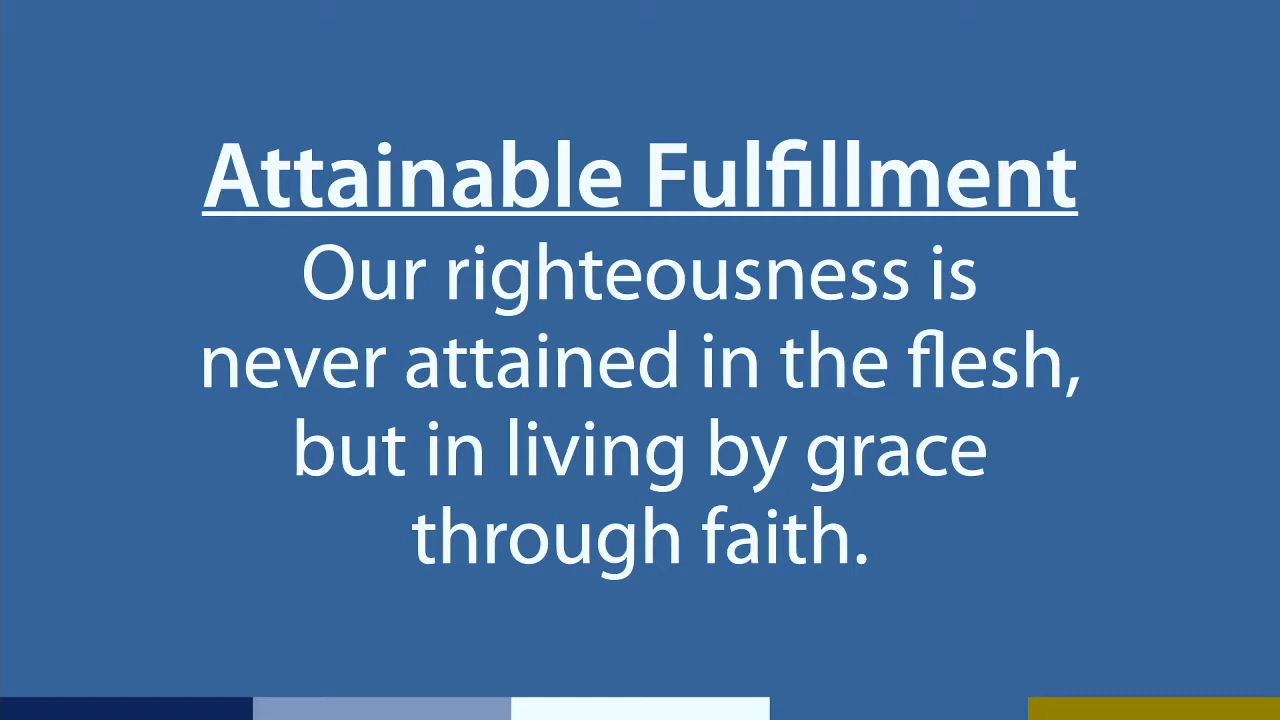 Attainable Fulfillment
Our righteousness is
never attained in the flesh,
but in living by grace
through faith.